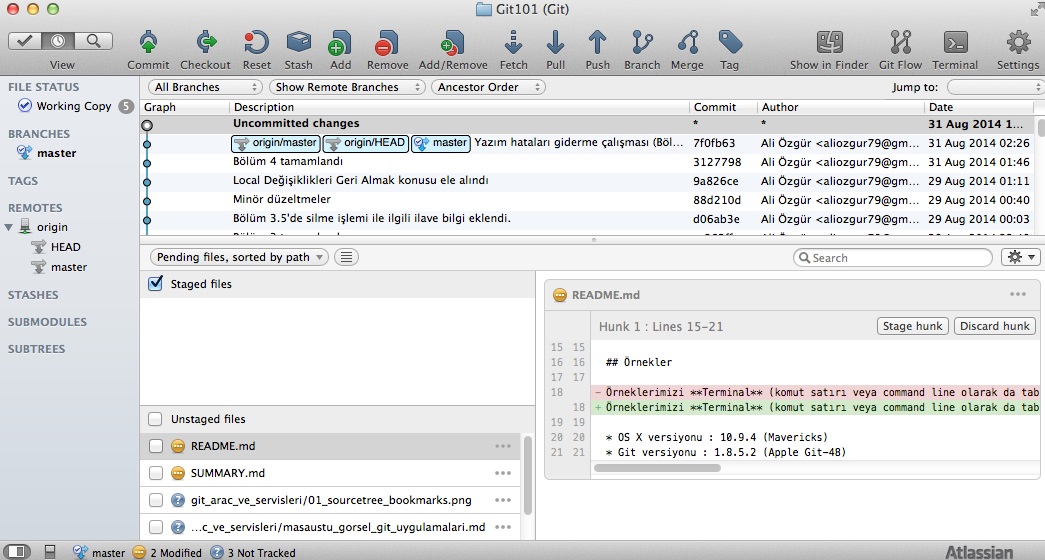 Git101 (Git)
View Commit Checkout Reset Stash Add Remove Add/Remove Fetch Pull Push Branch Merge Tag Show in Finder Git Flow Terminal Settings
FILE STATUS
Working Copy 5
BRANCHES
master
TAGS
REMOTES
origin
HEAD
master
STASHES
SUBMODULES
SUBTREES
All Branches Show Remote Branches Ancestor Order Jump to:
Graph Description Commit Author Date
Uncommitted changes * * 31 Aug 2014 1...
origin/master origin/HEAD master Yazım hataları giderme çalışması (Böl... 7f0fb63 Ali Özgür <aliozgur79@gm... 31 Aug 2014 02:26
Bölüm 4 tamamlandı 3127798 Ali Özgür <aliozgur79@gm... 31 Aug 2014 01:46
Local Değişiklikleri Geri Almak konusu ele alındı 9a826ce Ali Özgür <aliozgur79@gm... 29 Aug 2014 01:11
Minör düzeltmeler 88d210d Ali Özgür <aliozgur79@gm... 29 Aug 2014 00:40
Bölüm 3.5'de silme işlemi ile ilgili ilave bilgi eklendi. d06ab3e Ali Özgür <aliozgur79@gm... 29 Aug 2014 00:03
Pending files, sorted by path Search
Staged files
Unstaged files
README.md
SUMMARY.md
git_arac_ve_servisleri/01_sourcetree_bookmarks.png
...c_ve_servisleri/masaustu_gorsel_git_uygulamalari.md
README.md
Hunk 1 : Lines 15-21 Stage hunk Discard hunk
15 15
16 16 ## Örnekler
17 17
18 - Örneklerimizi **Terminal** (komut satırı veya command line olarak da tab
18 + Örneklerimizi **Terminal** (komut satırı veya command line olarak da tab
19 19
20 20 * OS X versiyonu : 10.9.4 (Mavericks)
21 21 * Git versiyonu : 1.8.5.2 (Apple Git-48)
master 2 Modified 3 Not Tracked Atlassian